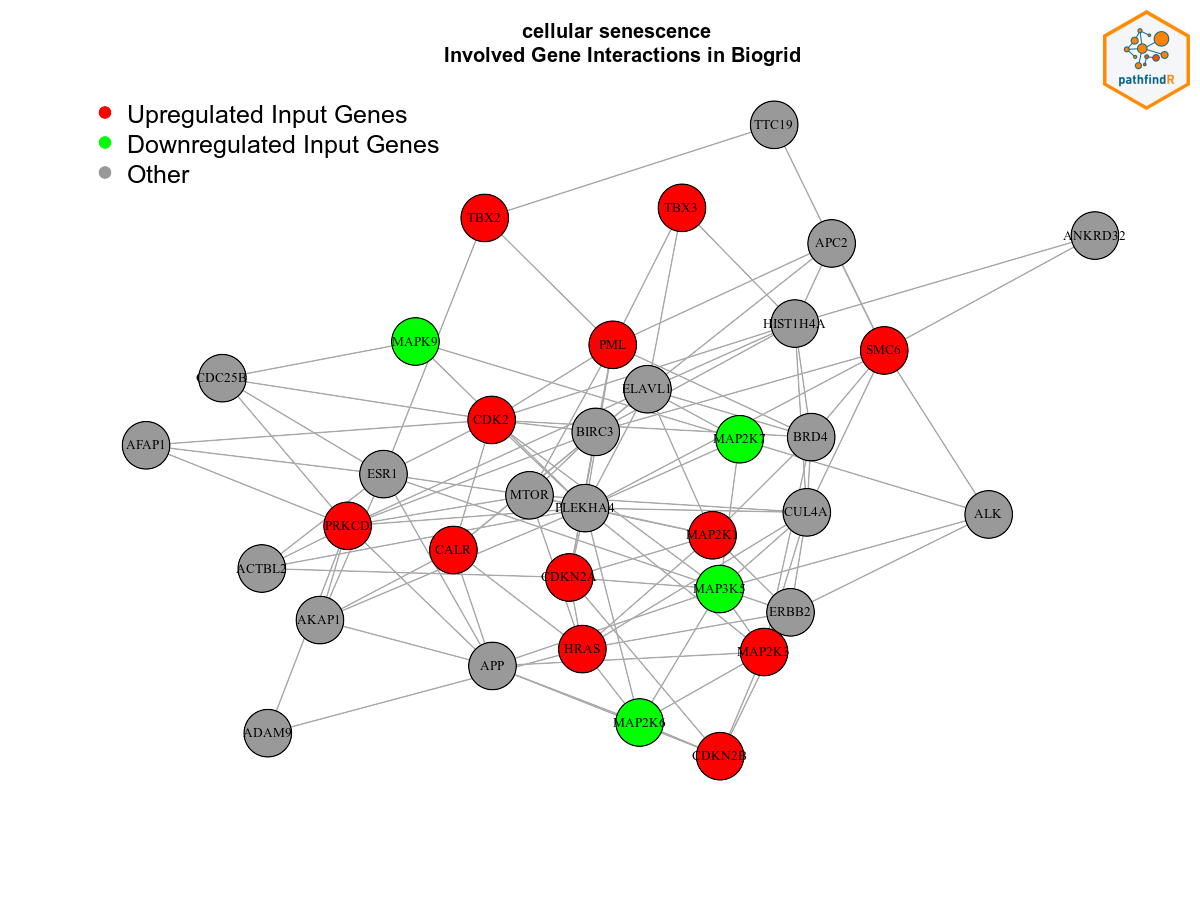 cellular senescence
Involved Gene Interactions in Biogrid
pathfindR
Upregulated Input Genes
Downregulated Input Genes
Other
TTC19
TBX2
TBX3
APC2
ANKRD32
HIST1H4A
MAPK9
PML
SMC6
CDC25B
ELAVL1
CDK2
BIRC3
MAP2K7
BRD4
AFAP1
ESR1
MTOR
PLEKHA4
CUL4A
ALK
PRKCD
MAP2K1
CALR
ACTBL2
CDKN2A
MAP3K5
ERBB2
AKAP1
HRAS
MAP2K3
APP
MAP2K6
ADAM9
CDKN2B